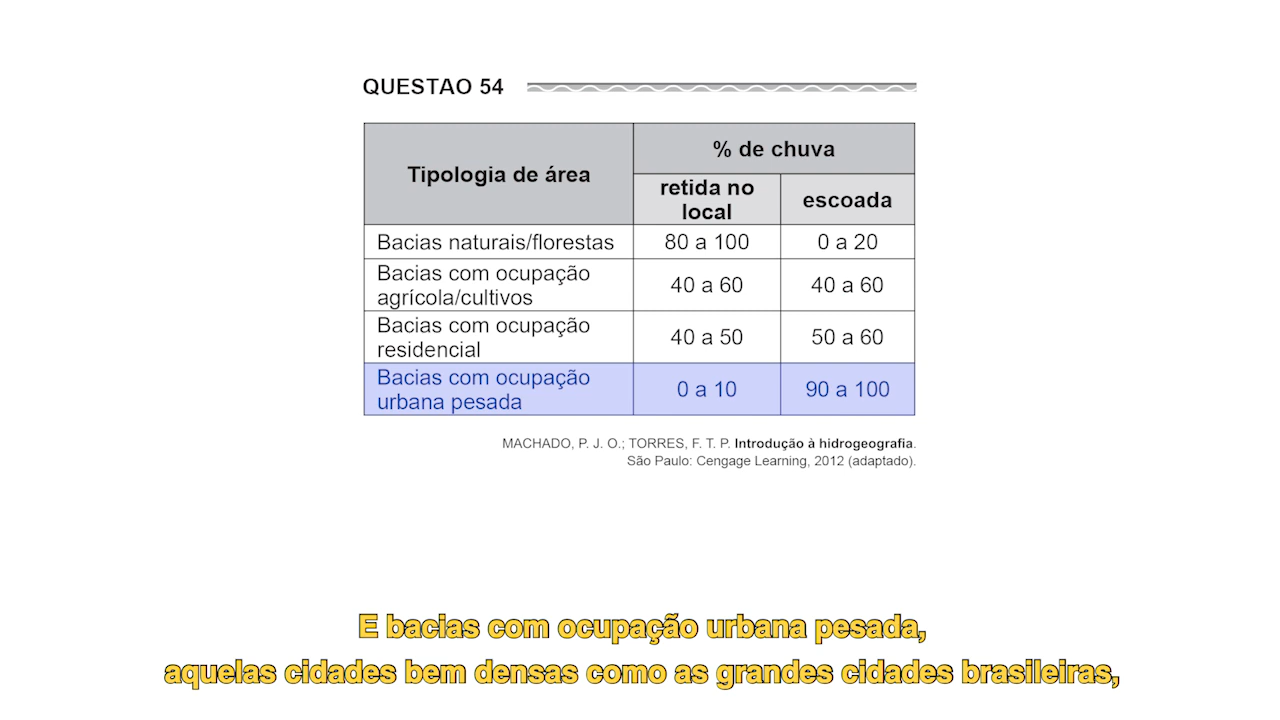 QUESTAO 54
Tipologia de área
% de chuva
retida no
local
escoada
Bacias naturais/florestas 80 a 100 0 a 20
Bacias com ocupação
agrícola/cultivos 40 a 60 40 a 60
Bacias com ocupação
residencial 40 a 50 50 a 60
Bacias com ocupação
urbana pesada 0 a 10 90 a 100
MACHADO, P. J. O.; TORRES, F. T. P. Introdução à hidrogeografia.
São Paulo: Cengage Learning, 2012 (adaptado).
E bacias com ocupação urbana pesada,
aquelas cidades bem densas como as grandes cidades brasileiras,